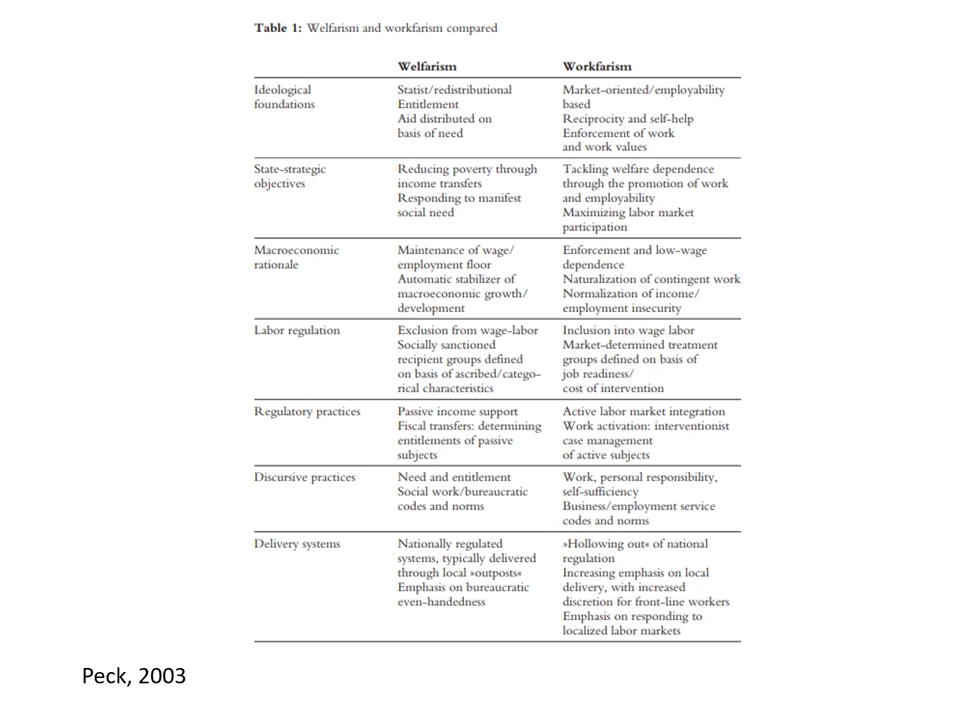 Table 1: Welfarism and workfarism compared
Welfarism Workfarism
Ideological foundations
Statist/redistributional
Entitlement
Aid distributed on
basis of need
Market-oriented/employability
based
Reciprocity and self-help
Enforcement of work
and work values
State-strategic
objectives
Reducing poverty through
income transfers
Responding to manifest
social need
Tackling welfare dependence
through the promotion of work
and employability
Maximizing labor market
participation
Macroeconomic
rationale
Maintenance of wage/
employment floor
Automatic stabilizer of
macroeconomic growth/
development
Enforcement and low-wage
dependence
Naturalization of contingent work
Normalization of income/
employment insecurity
Labor regulation
Exclusion from wage-labor
Socially sanctioned
recipient groups defined
on basis of ascribed/catego-
rical characteristics
Inclusion into wage labor
Market-determined treatment
groups defined on basis of
job readiness/
cost of intervention
Regulatory practices
Passive income support
Fiscal transfers: determining
entitlements of passive
subjects
Active labor market integration
Work activation: interventionist
case management
of active subjects
Discursive practices
Need and entitlement
Social work/bureaucratic
codes and norms
Work, personal responsibility,
self-sufficiency
Business/employment service
codes and norms
Delivery systems
Nationally regulated
systems, typically delivered
through local »outposts«
Emphasis on bureaucratic
even-handedness
»Hollowing out« of national
regulation
Increasing emphasis on local
delivery, with increased
discretion for front-line workers
Emphasis on responding to
localized labor markets
Peck, 2003